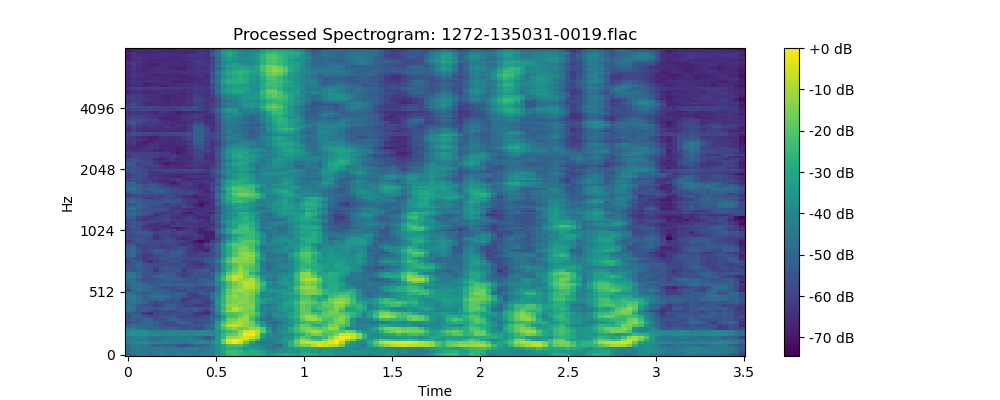 Processed Spectrogram: 1272-135031-0019.flac
+0 dB
-10 dB
-20 dB
-30 dB
-40 dB
-50 dB
-60 dB
-70 dB
4096
2048
1024
512
0
Hz
0
0.5
1
1.5
2
2.5
3
3.5
Time